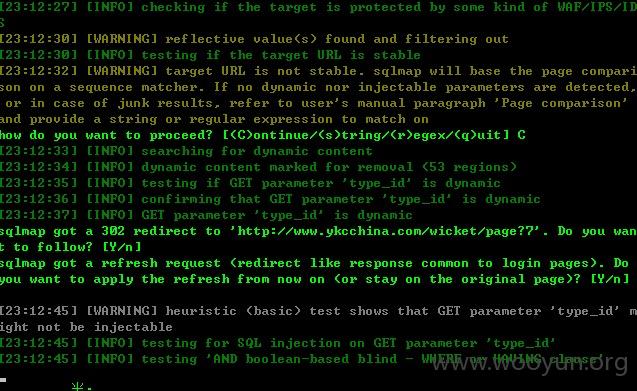 [23:12:27] [INFO] checking if the target is protected by some kind of WAF/IPS/ID
S
[23:12:30] [WARNING] reflective value(s) found and filtering out
[23:12:30] [INFO] testing if the target URL is stable
[23:12:32] [WARNING] target URL is not stable. sqlmap will base the page compari
son on a sequence matcher. If no dynamic nor injectable parameters are detected,
or in case of junk results, refer to user's manual paragraph 'Page comparison'
and provide a string or regular expression to match on
how do you want to proceed? [(C)ontinue/(s)tring/(r)egex/(q)uit] C
[23:12:33] [INFO] searching for dynamic content
[23:12:34] [INFO] dynamic content marked for removal (53 regions)
[23:12:35] [INFO] testing if GET parameter 'type_id' is dynamic
[23:12:36] [INFO] confirming that GET parameter 'type_id' is dynamic
[23:12:37] [INFO] GET parameter 'type_id' is dynamic
sqlmap got a 302 redirect to 'http://www.ykcchina.com/wicket/page?7'. Do you wan
t to follow? [Y/n]
sqlmap got a refresh request (redirect like response common to login pages). Do
you want to apply the refresh from now on (or stay on the original page)? [Y/n]
[23:12:45] [WARNING] heuristic (basic) test shows that GET parameter 'type_id' m
ight not be injectable
[23:12:45] [INFO] testing for SQL injection on GET parameter 'type_id'
[23:12:45] [INFO] testing 'AND boolean-based blind - WHERE or HAVING clause'
www.wooyun.org